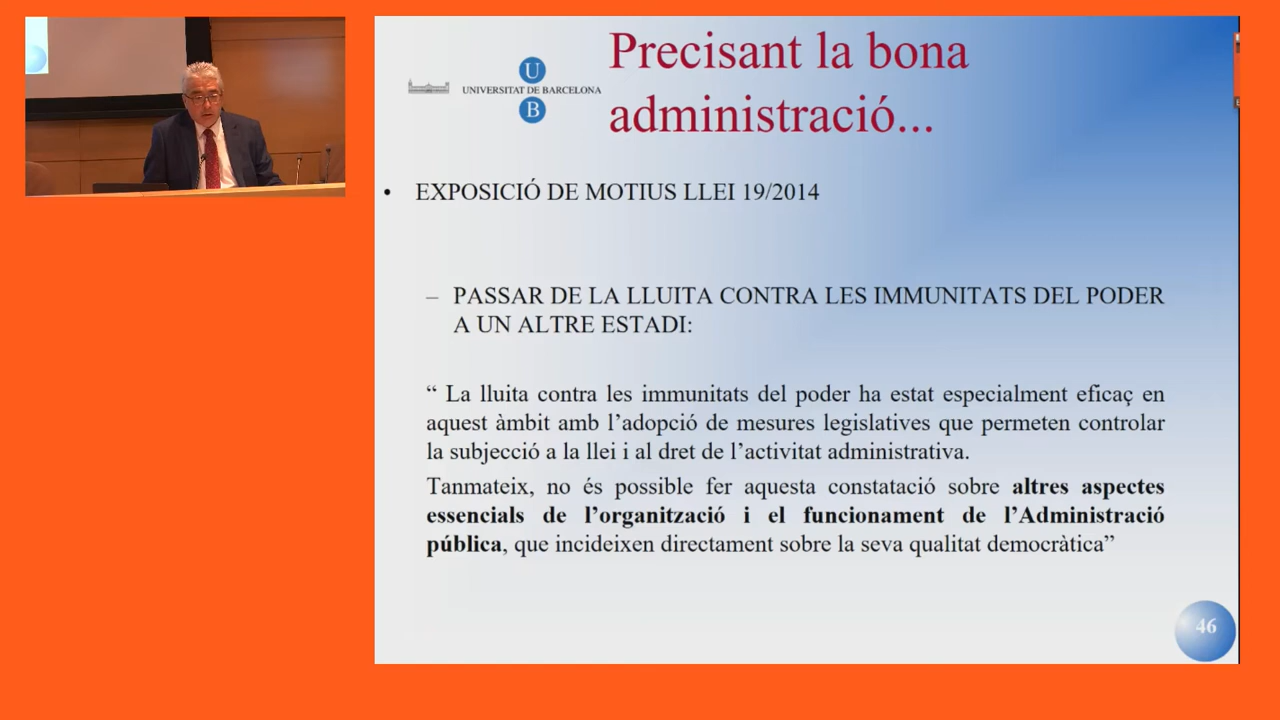 Precisant la bona
administració...
U
UNIVERSITAT DE BARCELONA
B
• EXPOSICIÓ DE MOTIUS LLEI 19/2014
– PASSAR DE LA LLUITA CONTRA LES IMMUNITATS DEL PODER
A UN ALTRE ESTADI:
“ La lluita contra les immunitats del poder ha estat especialment eficaç en
aquest àmbit amb l’adopció de mesures legislatives que permeten controlar
la subjecció a la llei i al dret de l’activitat administrativa.
Tanmateix, no és possible fer aquesta constatació sobre altres aspectes
essencials de l’organització i el funcionament de l’Administració
pública, que incideixen directament sobre la seva qualitat democràtica”
46